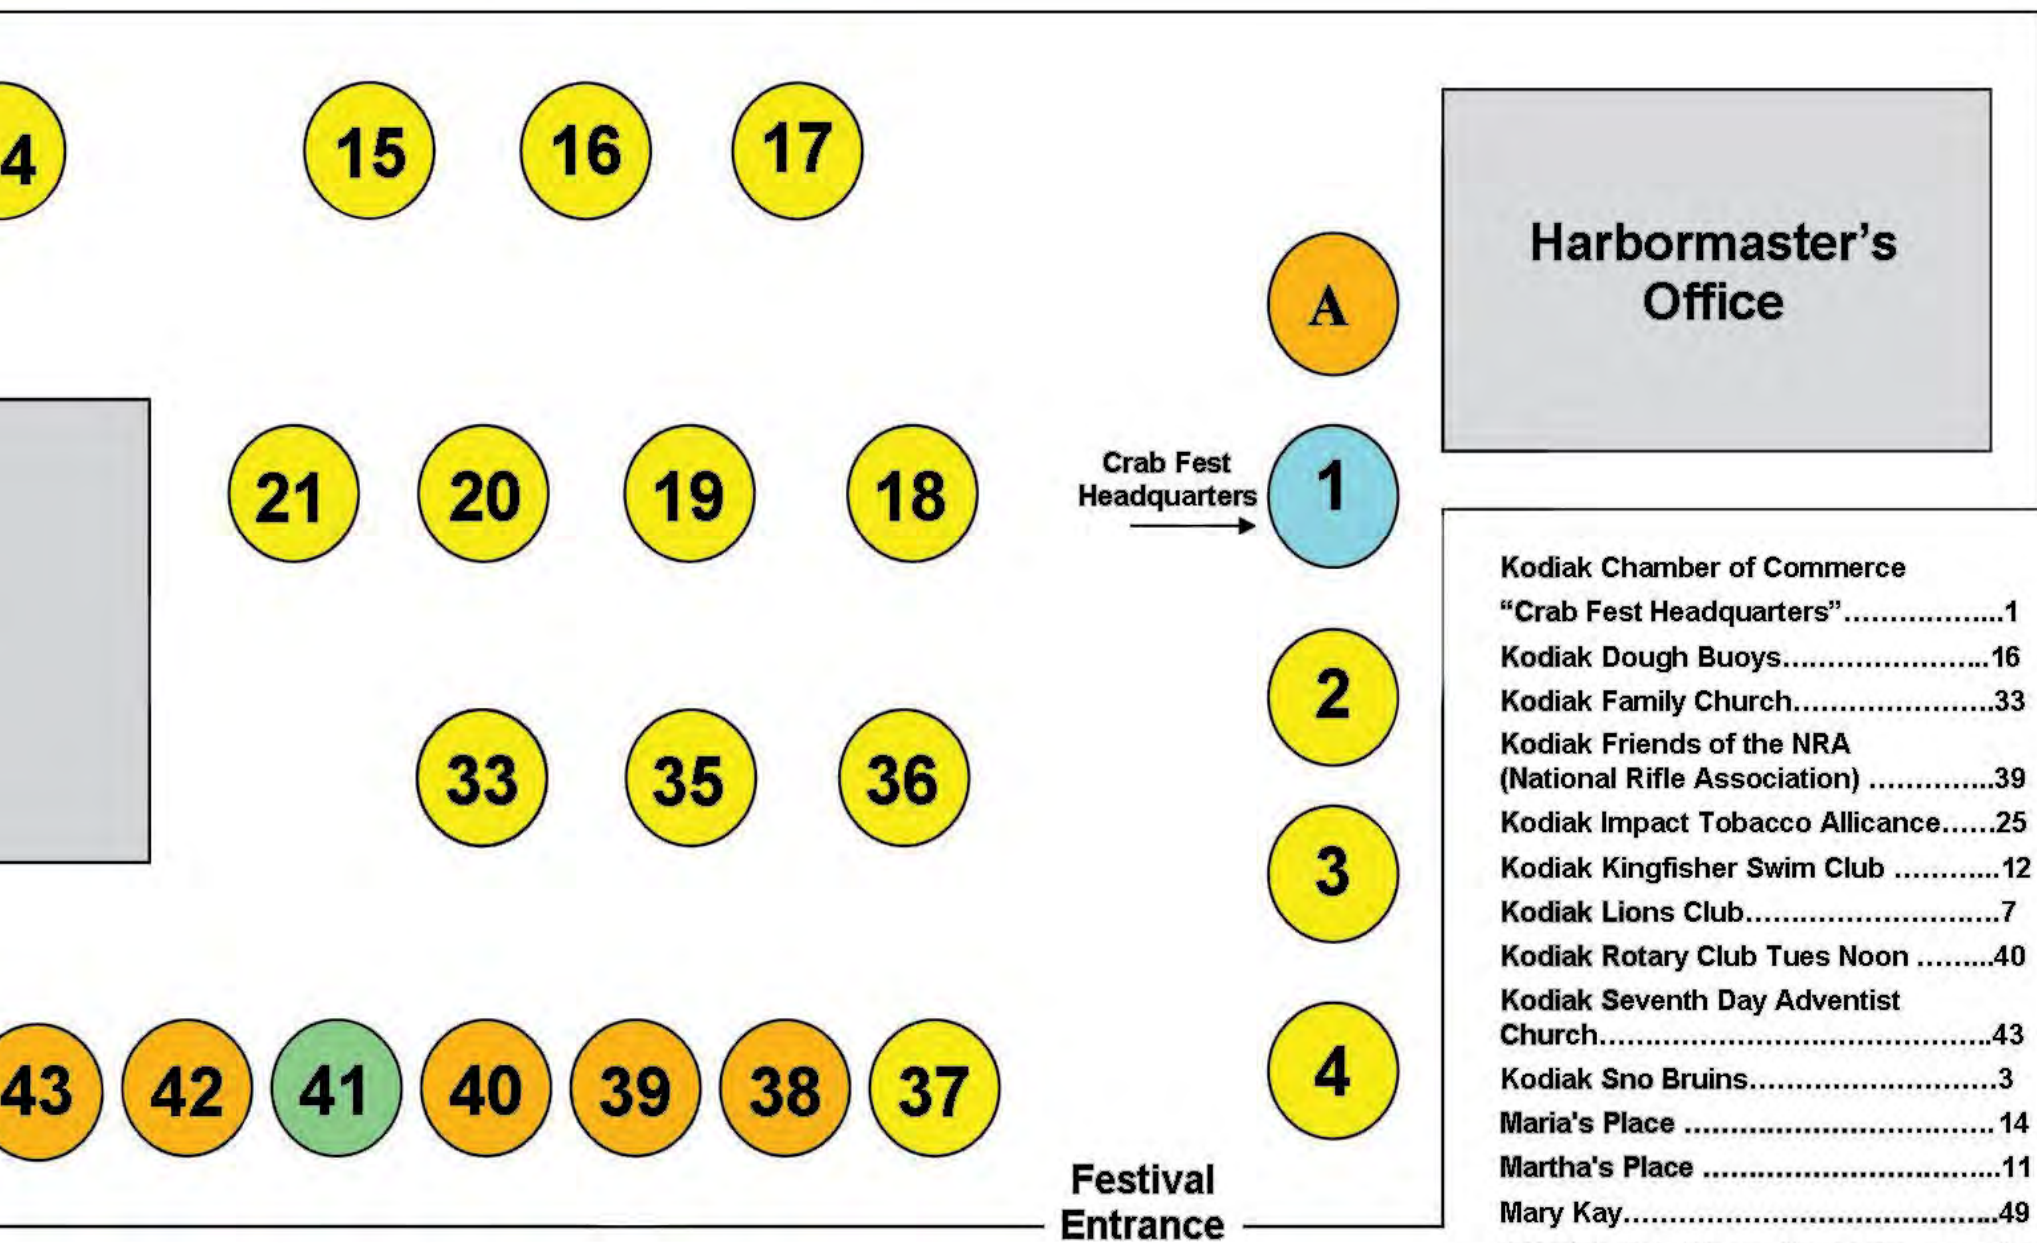 4
15
16
17
Harbormaster's
Office
A
21
20
19
18
Crab Fest
Headquarters
1
2
33
35
36
3
43
42
41
40
39
38
37
4
Festival
Entrance
Kodiak Chamber of Commerce
“Crab Fest Headquarters”..................1
Kodiak Dough Buoys.......................16
Kodiak Family Church......................33
Kodiak Friends of the NRA
(National Rifle Association) ..............39
Kodiak Impact Tobacco Allicance......25
Kodiak Kingfisher Swim Club ............12
Kodiak Lions Club............................7
Kodiak Rotary Club Tues Noon .........40
Kodiak Seventh Day Adventist
Church...........................................43
Kodiak Sno Bruins...........................3
Maria's Place ..................................14
Martha's Place .................................11
Mary Kay.........................................49